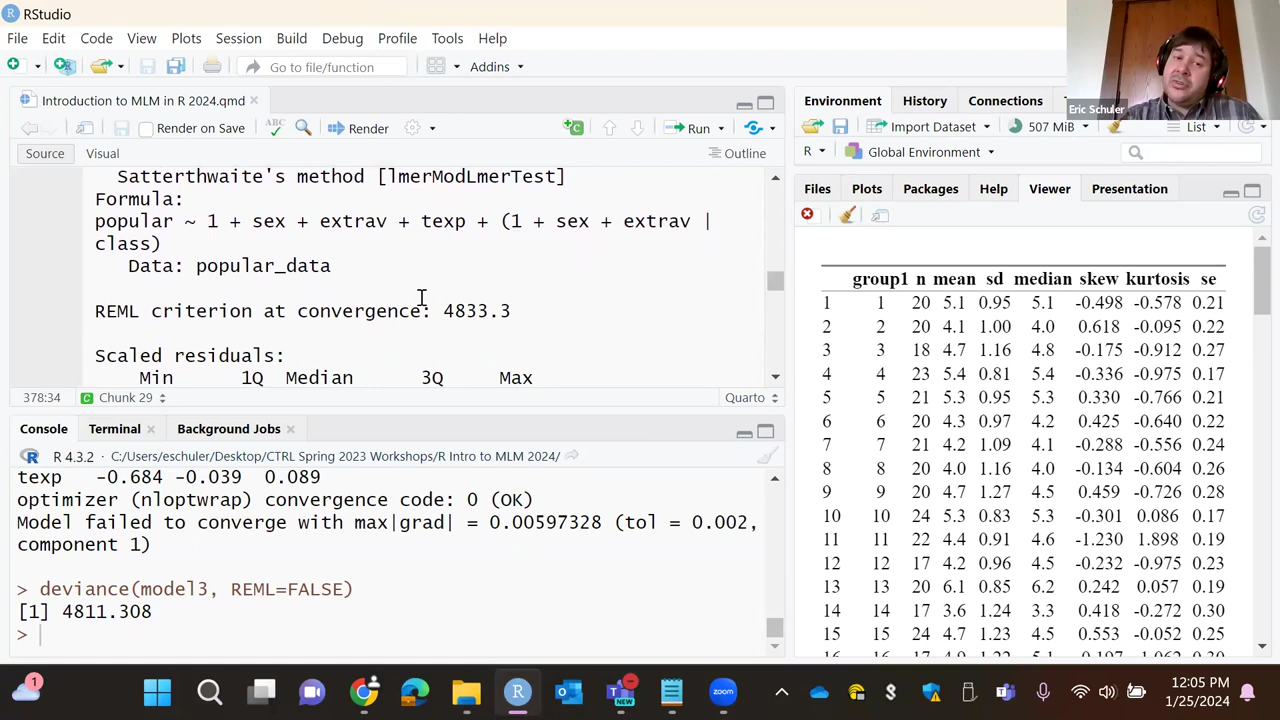 RStudio
File Edit Code View Plots Session Build Debug Profile Tools Help
Go to file/function Addins
Eric Schuler
Introduction to MLM in R 2024.qmd
Render on Save ABC Render Run
Source Visual Outline
Satterthwaite's method [lmerModLmerTest]
Formula:
popular ~ 1 + sex + extrav + texp + (1 + sex + extrav |
class)
Data: popular_data
REML criterion at convergence: 4833.3
Scaled residuals:
Min 1Q Median 3Q Max
378:34 C Chunk 29 Quarto
Console Terminal Background Jobs
R 4.3.2 · C:/Users/eschuler/Desktop/CTRL Spring 2023 Workshops/R Intro to MLM 2024/
texp -0.684 -0.039 0.089
optimizer (nloptwrap) convergence code: 0 (OK)
Model failed to converge with max|grad| = 0.00597328 (tol = 0.002,
component 1)
> deviance(model3, REML=FALSE)
[1] 4811.308
>
Environment History Connections
Import Dataset 507 MiB List
R Global Environment
Files Plots Packages Help Viewer Presentation
group1 n mean sd median skew kurtosis se
1 1 20 5.1 0.95 5.1 -0.498 -0.578 0.21
2 2 20 4.1 1.00 4.0 0.618 -0.095 0.22
3 3 18 4.7 1.16 4.8 -0.175 -0.912 0.27
4 4 23 5.4 0.81 5.4 -0.336 -0.975 0.17
5 5 21 5.3 0.95 5.3 0.330 -0.766 0.21
6 6 20 4.3 0.97 4.2 0.425 -0.640 0.22
7 7 21 4.2 1.09 4.1 -0.288 -0.556 0.24
8 8 20 4.0 1.16 4.0 -0.134 -0.604 0.26
9 9 20 4.7 1.27 4.5 0.459 -0.726 0.28
10 10 24 5.3 0.83 5.3 -0.301 0.086 0.17
11 11 22 4.4 0.91 4.6 -1.230 1.898 0.19
12 12 17 4.2 0.96 4.5 -0.232 -0.975 0.23
13 13 20 6.1 0.85 6.2 0.242 0.057 0.19
14 14 17 3.6 1.24 3.3 0.418 -0.272 0.30
15 15 24 4.7 1.23 4.5 0.553 -0.052 0.25
1
NEW
zoom
12:05 PM
1/25/2024